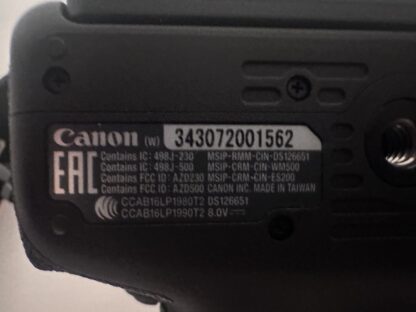 Canon (W) 343072001562
EAC
Contains IC: 498J-230 MSIP-RMM-CIN-DS126651
Contains IC: 498J-500 MSIP-CRM-CIN-WM500
Contains FCC ID: AZD230 MSIP-CRM-CIN-ES200
Contains FCC ID: AZD500 CANON INC. MADE IN TAIWAN
CCAB16LP1980T2 DS126651
CCAB16LP1990T2 8.0V